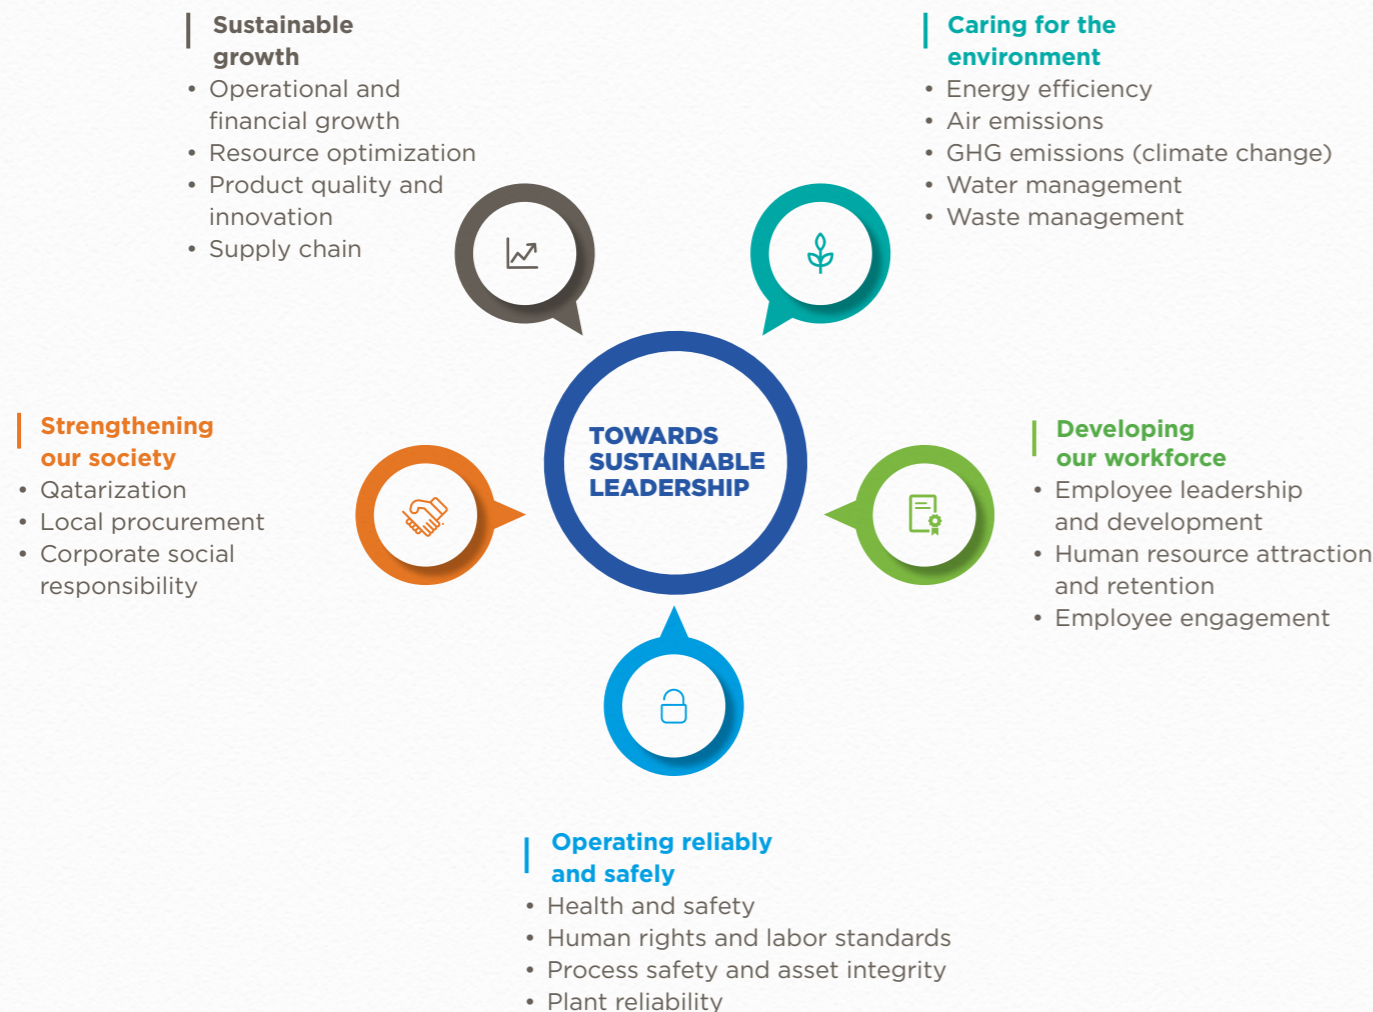 Sustainable
growth
• Operational and
financial growth
• Resource optimization
• Product quality and
innovation
• Supply chain
Caring for the
environment
• Energy efficiency
• Air emissions
• GHG emissions (climate change)
• Water management
• Waste management
TOWARDS
SUSTAINABLE
LEADERSHIP
Strengthening
our society
• Qatarization
• Local procurement
• Corporate social
responsibility
Developing
our workforce
• Employee leadership
and development
• Human resource attraction
and retention
• Employee engagement
Operating reliably
and safely
• Health and safety
• Human rights and labor standards
• Process safety and asset integrity
• Plant reliability